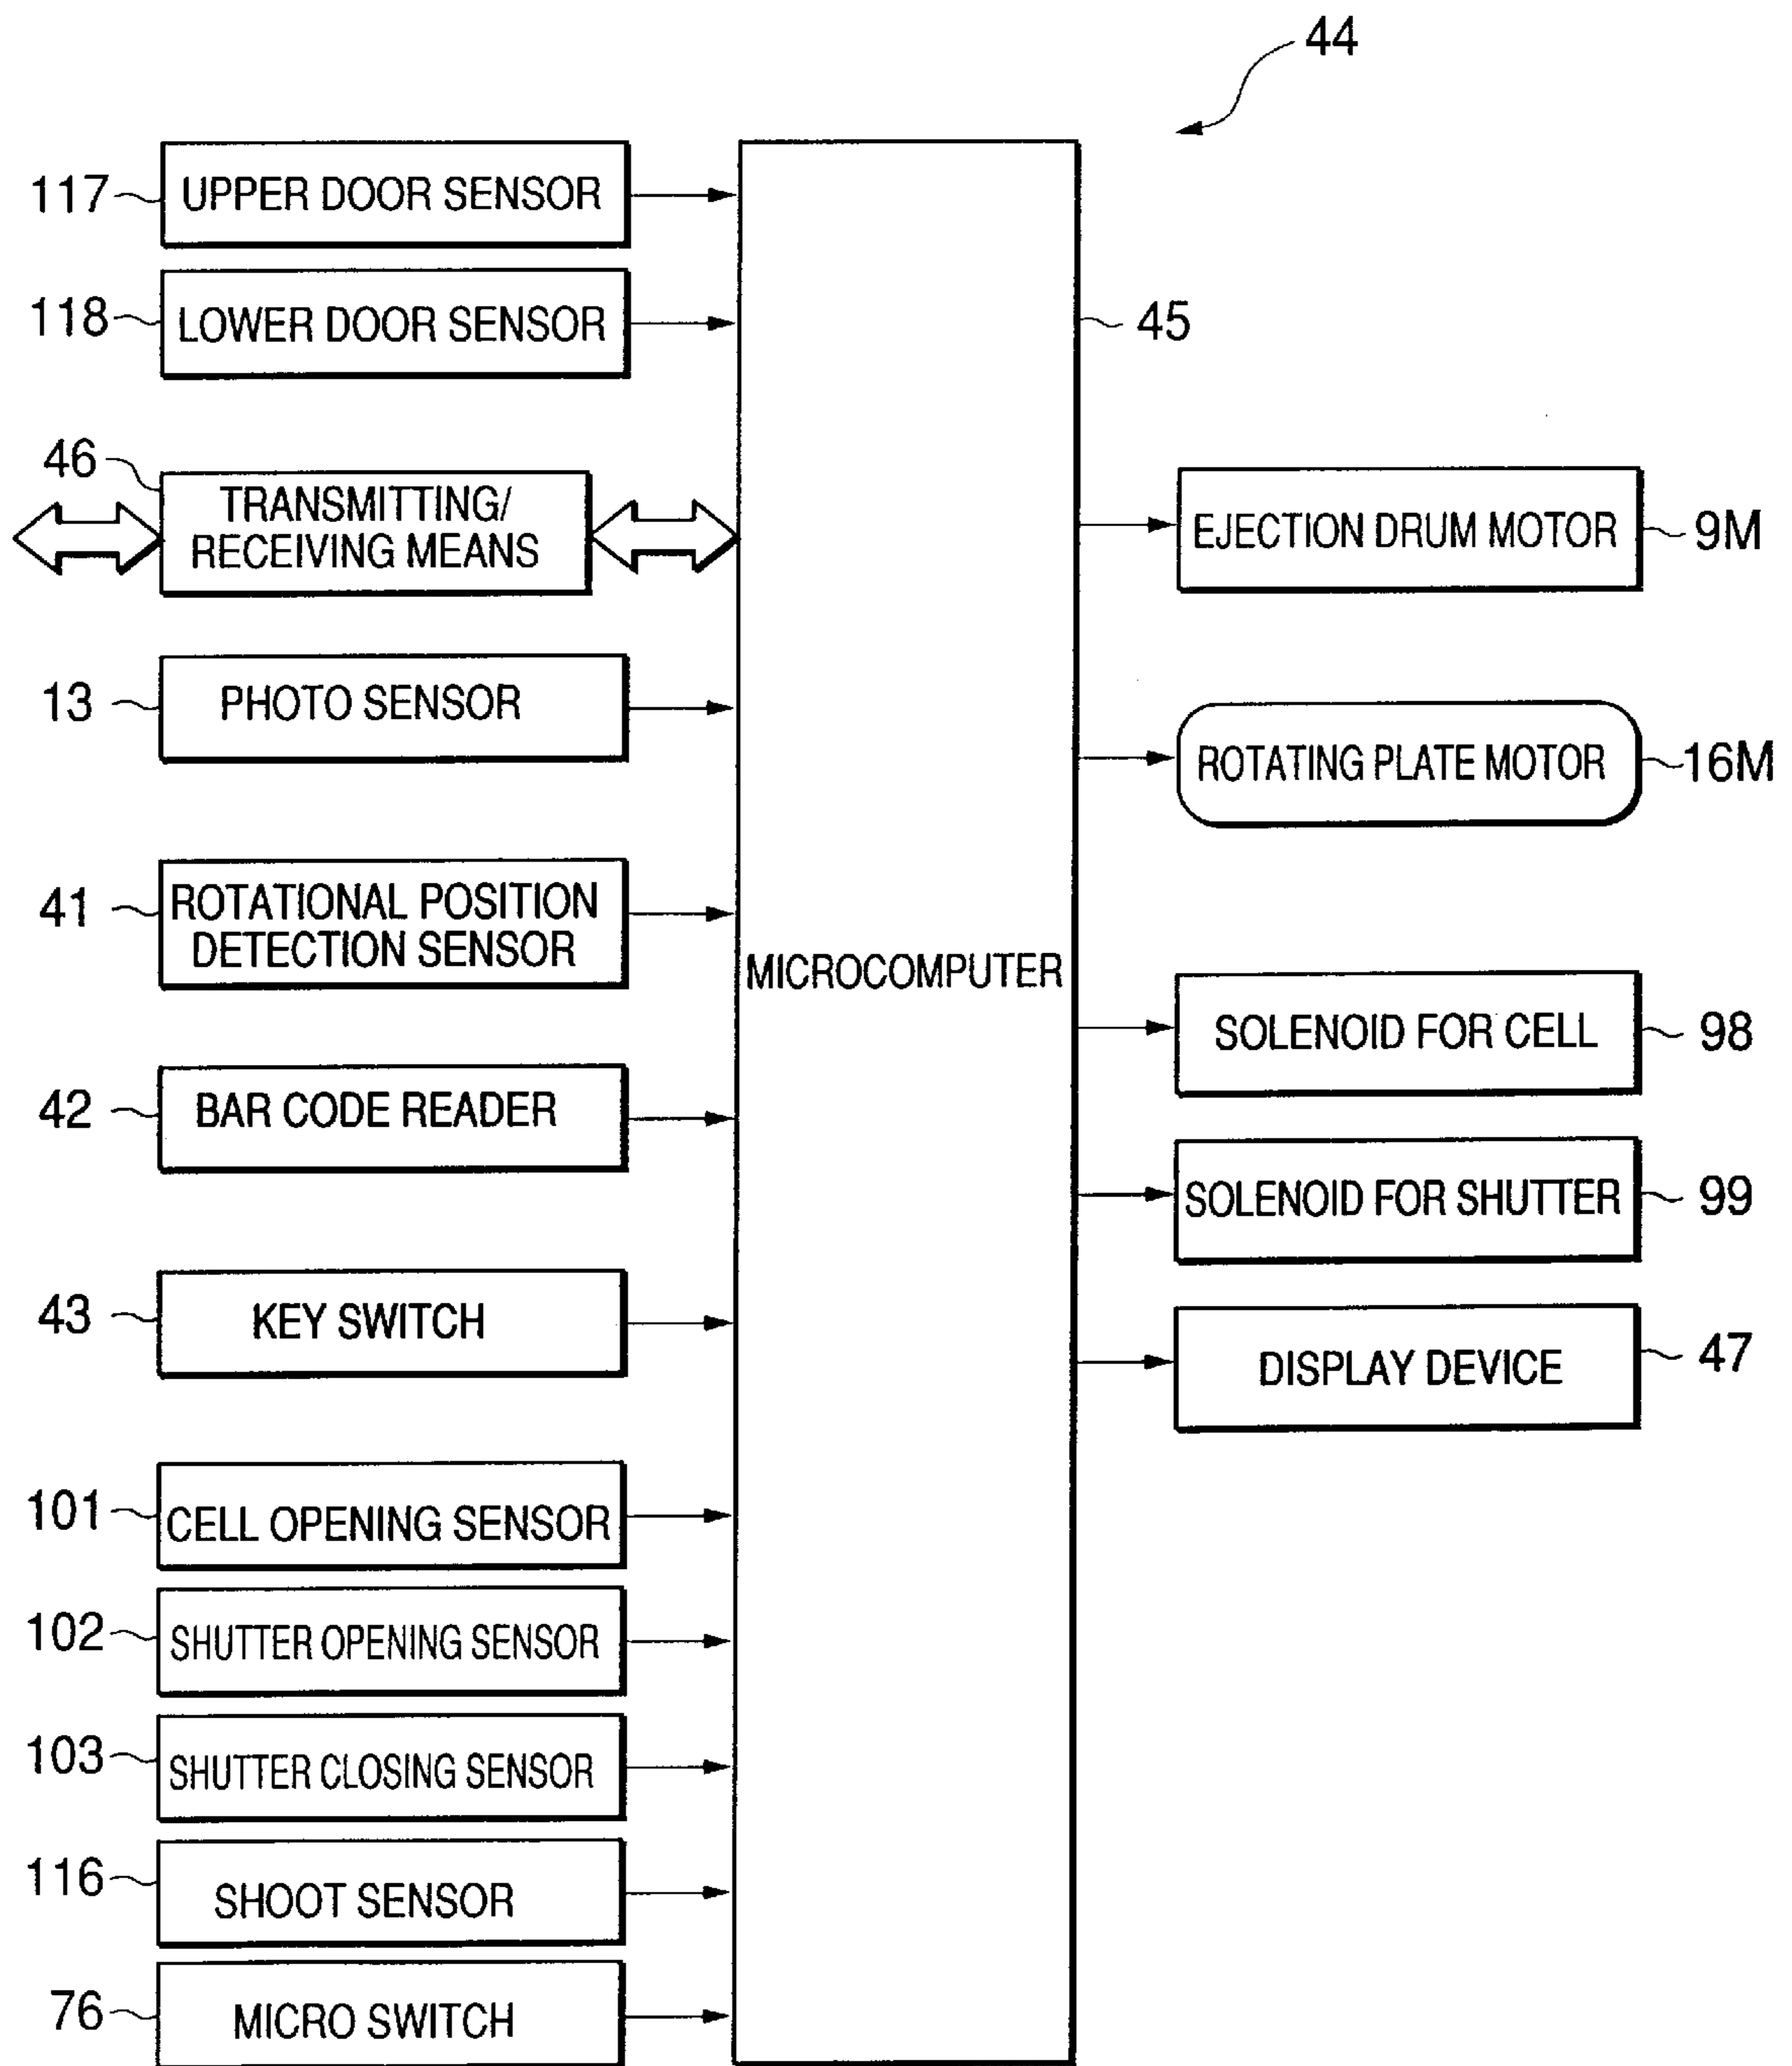 44
117
UPPER DOOR SENSOR
118
LOWER DOOR SENSOR
45
46
TRANSMITTING/
RECEIVING MEANS
EJECTION DRUM MOTOR
9M
13
PHOTO SENSOR
ROTATING PLATE MOTOR
16M
41
ROTATIONAL POSITION
DETECTION SENSOR
MICROCOMPUTER
SOLENOID FOR CELL
98
42
BAR CODE READER
SOLENOID FOR SHUTTER
99
43
KEY SWITCH
DISPLAY DEVICE
47
101
CELL OPENING SENSOR
102
SHUTTER OPENING SENSOR
103
SHUTTER CLOSING SENSOR
116
SHOOT SENSOR
76
MICRO SWITCH